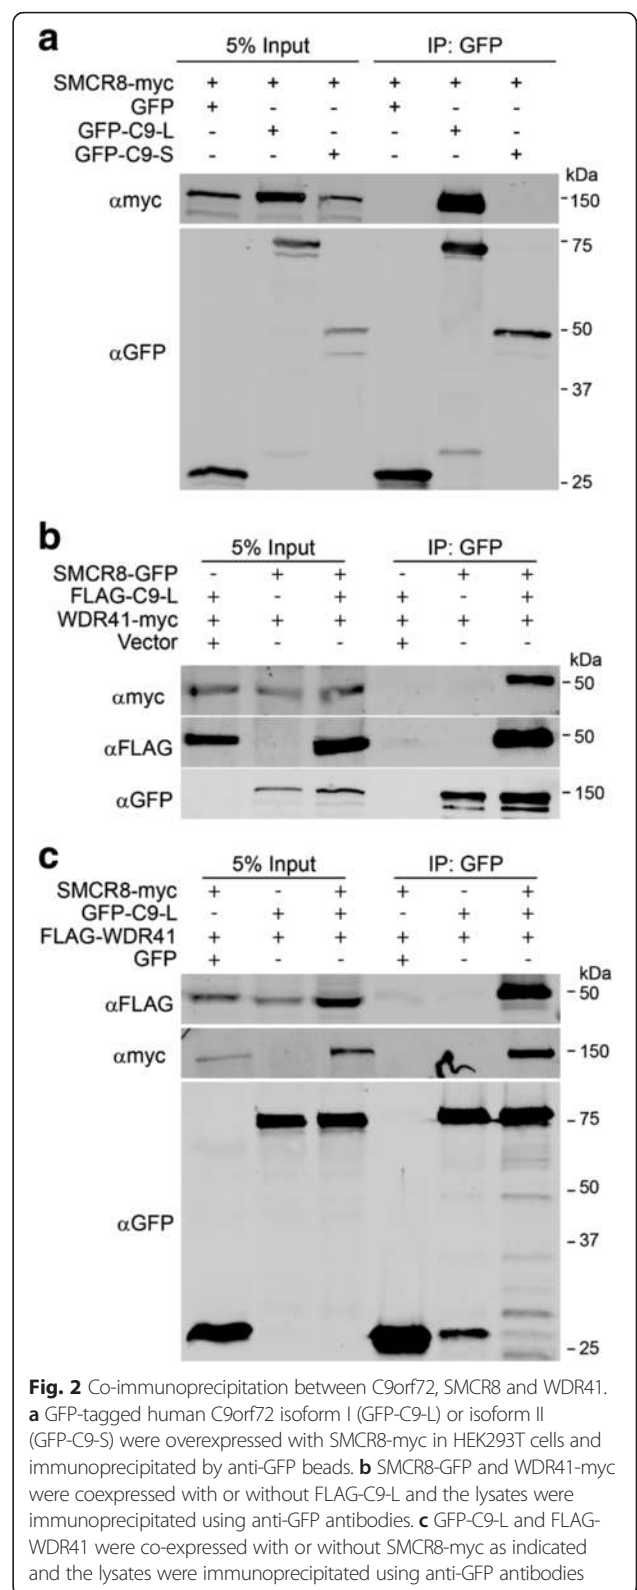 a
5% Input IP: GFP
SMCR8-myc + + + + + +
GFP + - - + - -
GFP-C9-L - + - - + -
GFP-C9-S - - + - - +
kDa
αmyc - 150
- 75
- 50
αGFP
- 37
- 25
b
5% Input IP: GFP
SMCR8-GFP - + + - + +
FLAG-C9-L + - + + - +
WDR41-myc + + + + + +
Vector + - - + - -
kDa
αmyc - 50
αFLAG - 50
αGFP - 150
c
5% Input IP: GFP
SMCR8-myc + - + + - +
GFP-C9-L - + + - + +
FLAG-WDR41 + + + + + +
GFP + - - + - -
kDa
αFLAG - 50
αmyc - 150
- 75
- 50
αGFP
- 37
- 25
Fig. 2 Co-immunoprecipitation between C9orf72, SMCR8 and WDR41.
a GFP-tagged human C9orf72 isoform I (GFP-C9-L) or isoform II
(GFP-C9-S) were overexpressed with SMCR8-myc in HEK293T cells and
immunoprecipitated by anti-GFP beads. b SMCR8-GFP and WDR41-myc
were coexpressed with or without FLAG-C9-L and the lysates were
immunoprecipitated using anti-GFP antibodies. c GFP-C9-L and FLAG-
WDR41 were co-expressed with or without SMCR8-myc as indicated
and the lysates were immunoprecipitated using anti-GFP antibodies